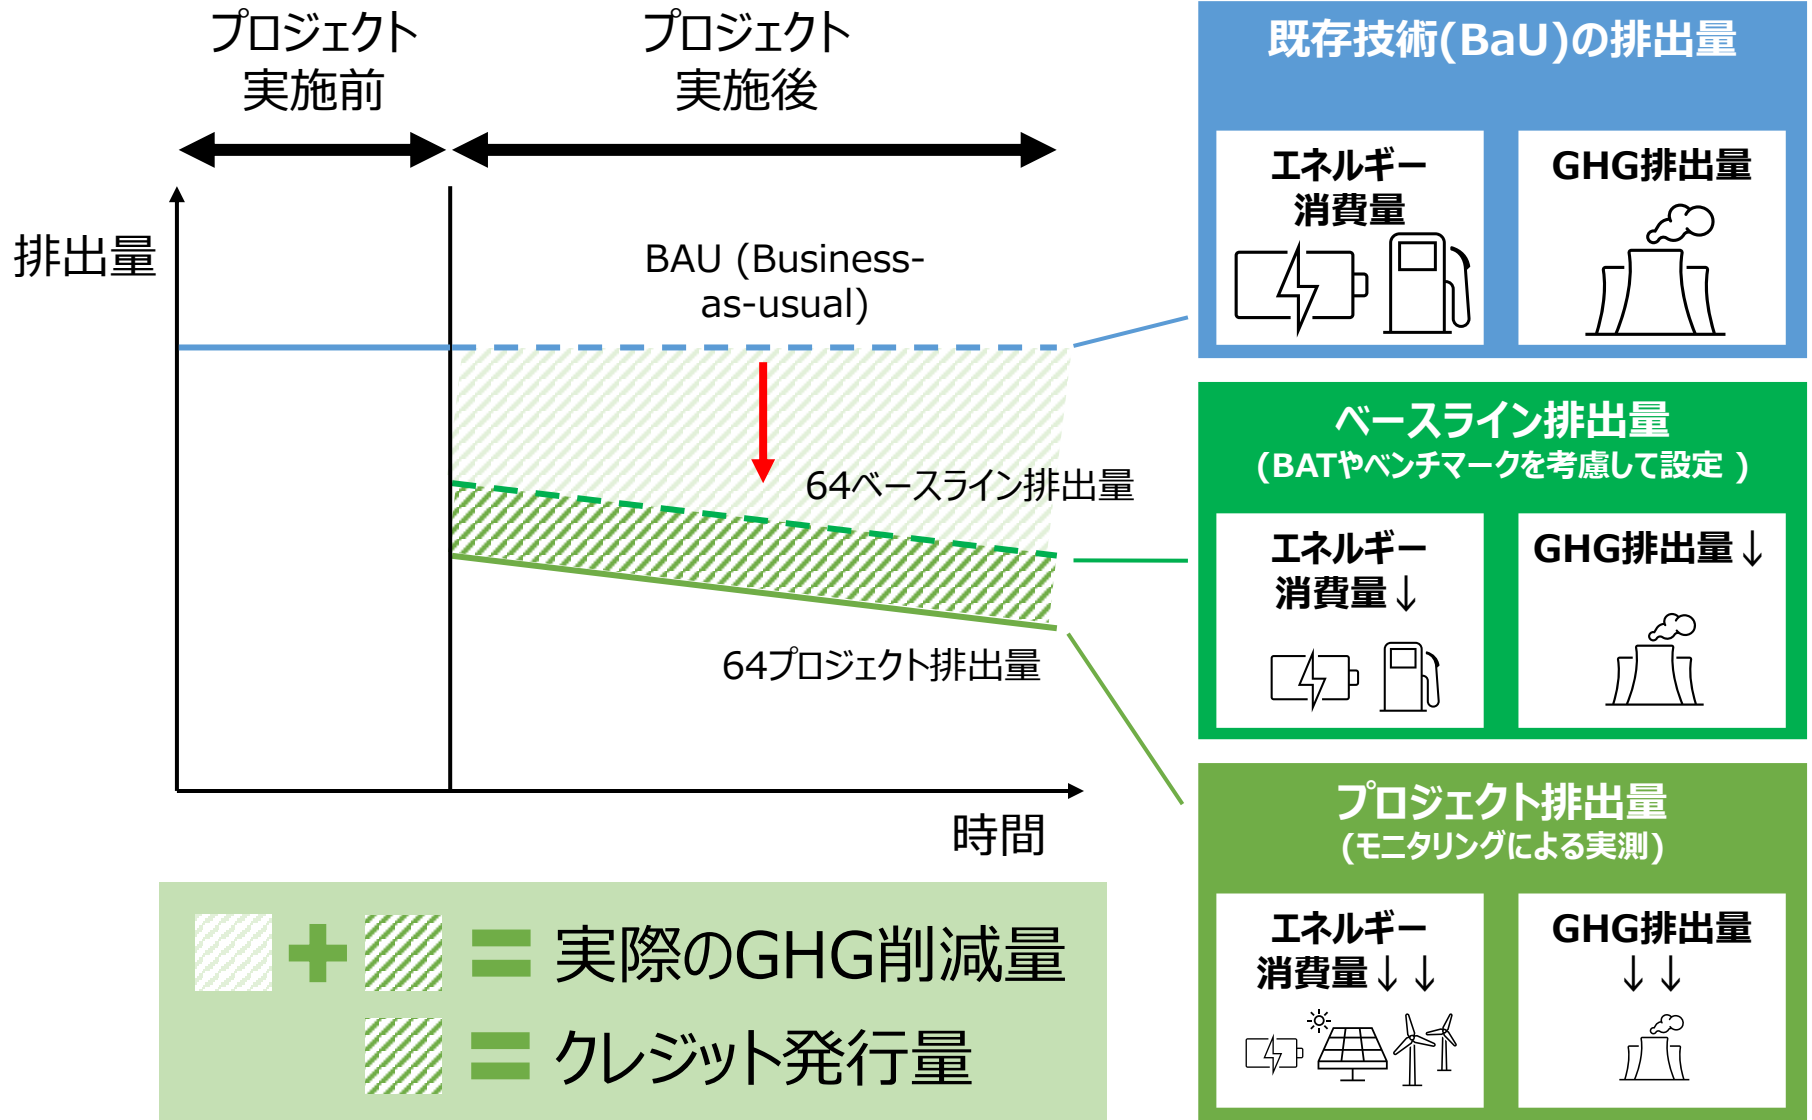 プロジェクト
実施前
プロジェクト
実施後
排出量
BAU (Business-
as-usual)
64ベースライン排出量
64プロジェクト排出量
時間
実際のGHG削減量
クレジット発行量
既存技術(BaU)の排出量
エネルギー
消費量
GHG排出量
ベースライン排出量
(BATやベンチマークを考慮して設定 )
エネルギー
消費量↓
GHG排出量↓
プロジェクト排出量
(モニタリングによる実測)
エネルギー
消費量↓↓
GHG排出量
↓↓